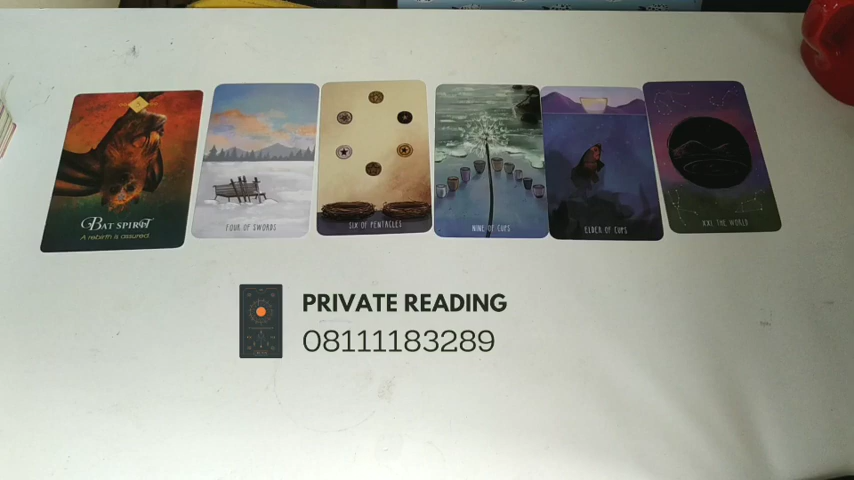 BAT SPIRIT
A rebirth is assured
FOUR OF SWORDS
SIX OF PENTACLES
NINE OF CUPS
ELDER OF CUPS
XXI THE WORLD
PRIVATE READING
08111183289